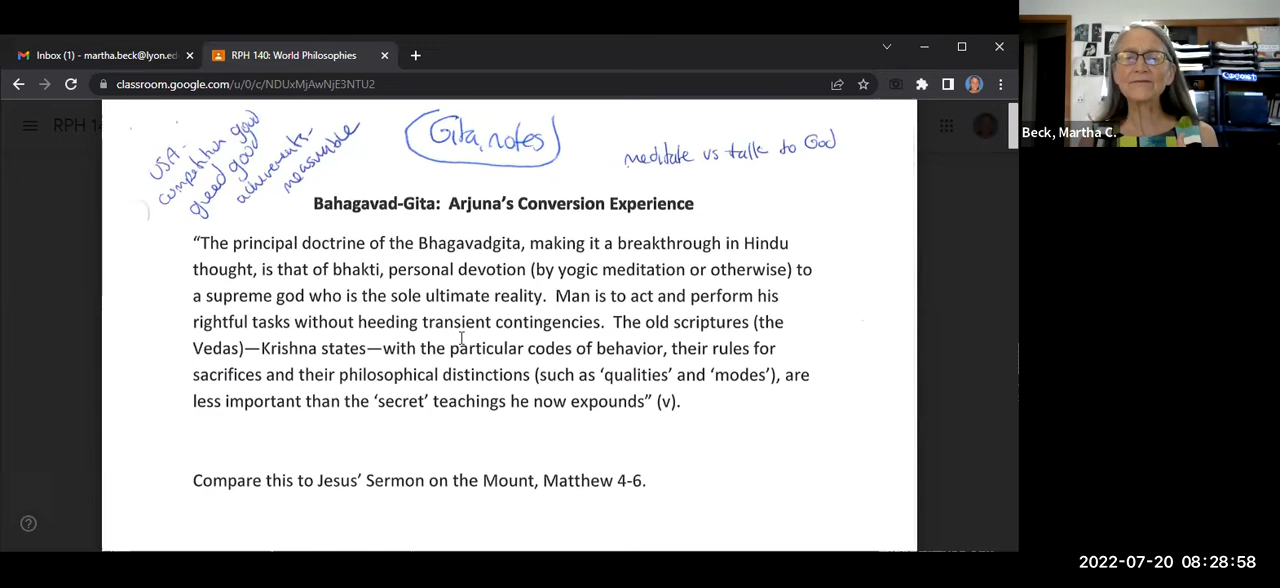 Inbox (1) - martha.beck@lyon.ed
RPH 140: World Philosophies
classroom.google.com/u/0/c/NDUxMjAwNjE3NTU2
RPH 14
USA-
competition good
greed good
achievements-
measurable
Gita, notes
meditate vs talk to God
Beck, Martha C.
Bahagavad-Gita: Arjuna's Conversion Experience
“The principal doctrine of the Bhagavadgita, making it a breakthrough in Hindu
thought, is that of bhakti, personal devotion (by yogic meditation or otherwise) to
a supreme god who is the sole ultimate reality. Man is to act and perform his
rightful tasks without heeding transient contingencies. The old scriptures (the
Vedas)—Krishna states—with the particular codes of behavior, their rules for
sacrifices and their philosophical distinctions (such as ‘qualities’ and ‘modes’), are
less important than the ‘secret’ teachings he now expounds” (v).
Compare this to Jesus’ Sermon on the Mount, Matthew 4-6.
2022-07-20 08:28:58